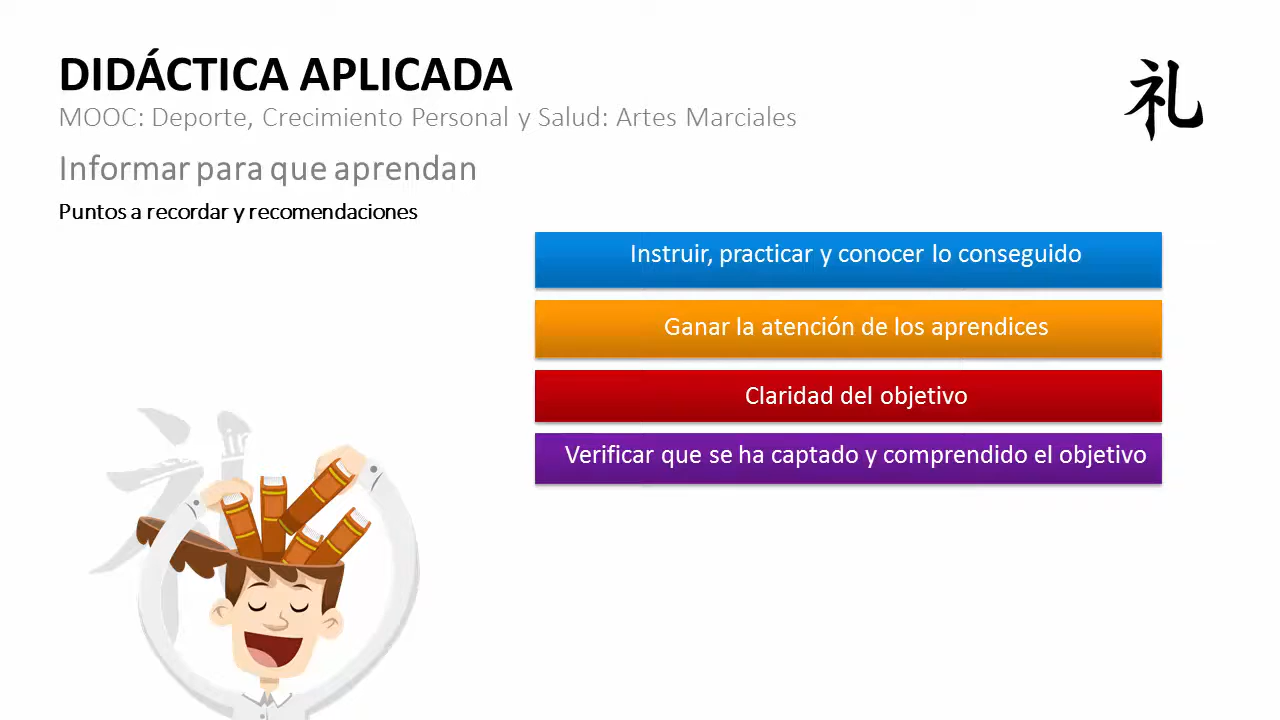 DIDÁCTICA APLICADA
礼
MOOC: Deporte, Crecimiento Personal y Salud: Artes Marciales
Informar para que aprendan
Puntos a recordar y recomendaciones
Instruir, practicar y conocer lo conseguido
Ganar la atención de los aprendices
Claridad del objetivo
Verificar que se ha captado y comprendido el objetivo